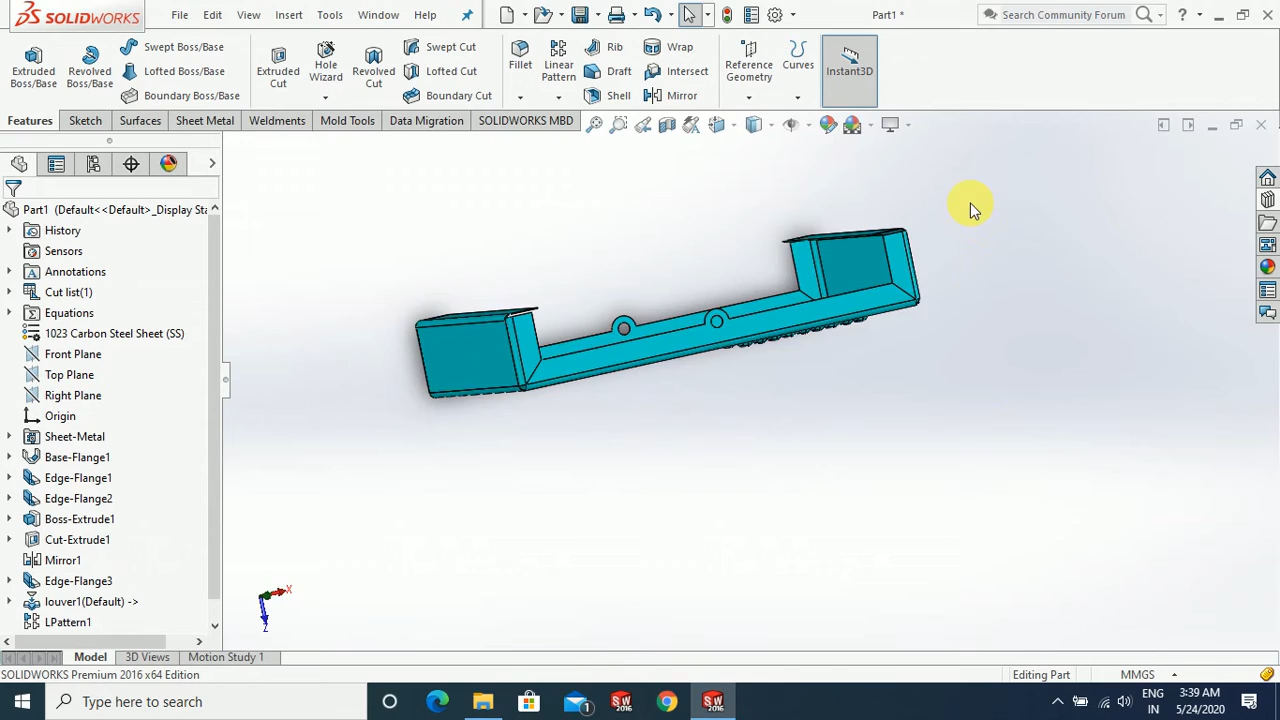 SOLIDWORKS File Edit View Insert Tools Window Help Part1 * Search Community Forum ?
Extruded Boss/Base
Revolved Boss/Base
Swept Boss/Base
Lofted Boss/Base
Boundary Boss/Base
Extruded Cut
Hole Wizard
Revolved Cut
Swept Cut
Lofted Cut
Boundary Cut
Fillet
Linear Pattern
Rib
Draft
Shell
Wrap
Intersect
Mirror
Reference Geometry
Curves
Instant3D
Features Sketch Surfaces Sheet Metal Weldments Mold Tools Data Migration SOLIDWORKS MBD
Part1 (Default<<Default>_Display Sta
History
Sensors
Annotations
Cut list(1)
Equations
1023 Carbon Steel Sheet (SS)
Front Plane
Top Plane
Right Plane
Origin
Sheet-Metal
Base-Flange1
Edge-Flange1
Edge-Flange2
Boss-Extrude1
Cut-Extrude1
Mirror1
Edge-Flange3
louver1(Default) ->
LPattern1
X
Z
Model 3D Views Motion Study 1
SOLIDWORKS Premium 2016 x64 Edition Editing Part MMGS
Type here to search
1
SW 2016
SW 2016
ENG IN
3:39 AM
5/24/2020